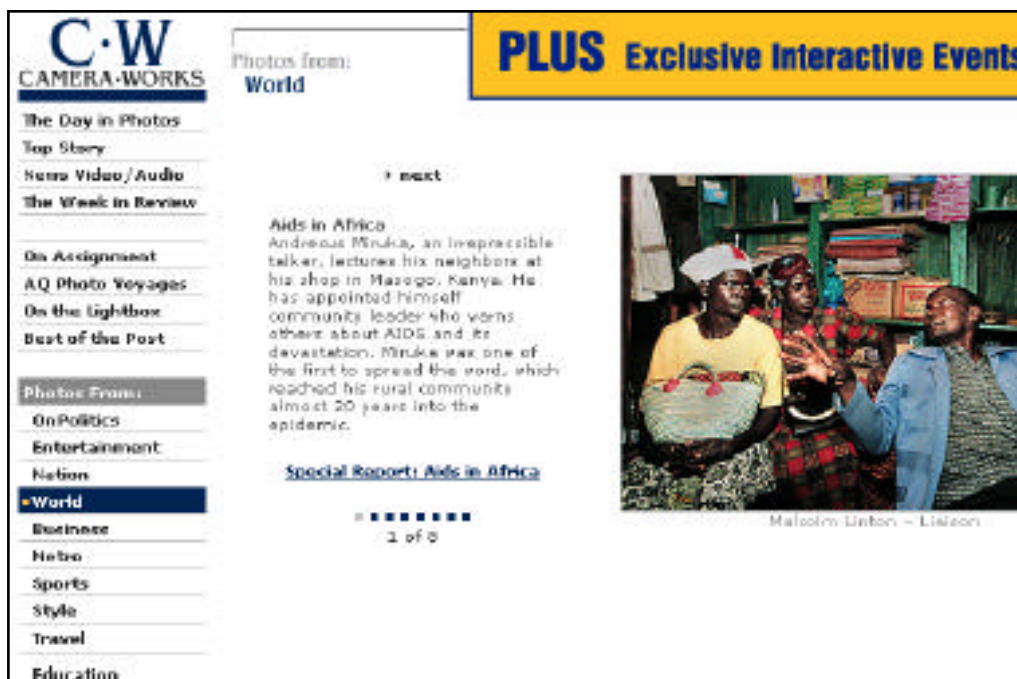 C·W
CAMERA·WORKS
Photos from:
World
PLUS Exclusive Interactive Events
The Day in Photos
Top Story
News Video/Audio
The Week in Review
On Assignment
AQ Photo Voyages
On the Lightbox
Best of the Post
Photos From:
OnPolitics
Entertainment
Nation
World
Business
Metro
Sports
Style
Travel
Education
next
Aids in Africa
Andreous Miruka, an irrepressible
talker, lectures his neighbors at
his shop in Masogo, Kenya. He
has appointed himself
community leader who warns
others about AIDS and its
devastation. Miruka was one of
the first to spread the word, which
reached his rural community
almost 20 years into the
epidemic.
Special Report: Aids in Africa
1 of 8
Malcolm Linton – Liaison